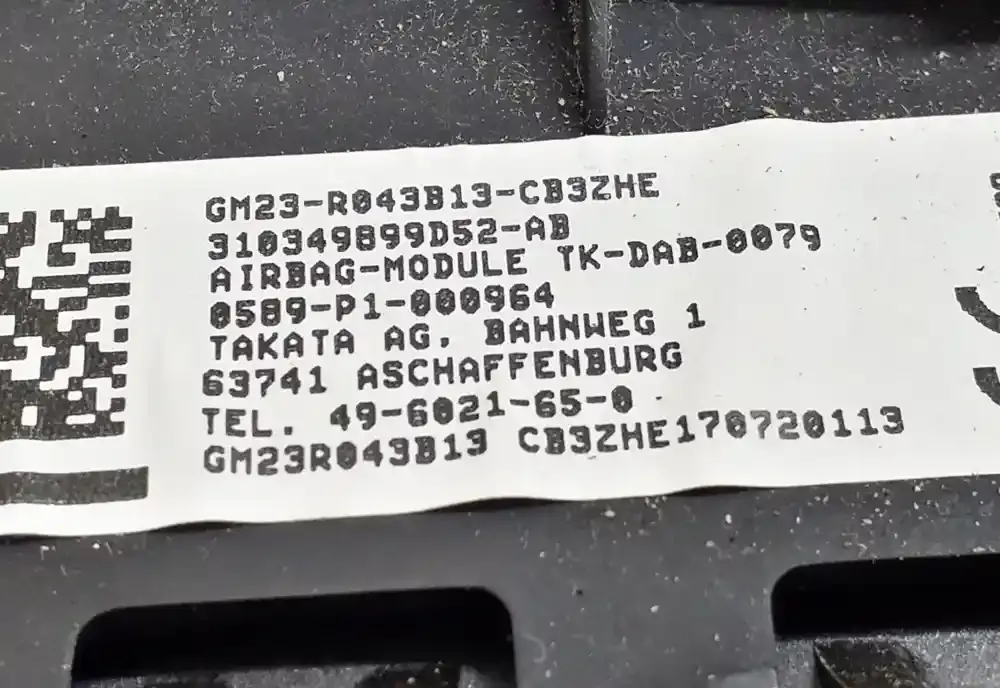 GM23-R043B13-CB3ZHE
310349899D52-AB
AIRBAG-MODULE TK-DAB-0079
0589-P1-000964
TAKATA AG, BAHNWEG 1
63741 ASCHAFFENBURG
TEL. 49-6021-65-0
GM23R043B13 CB3ZHE170720113